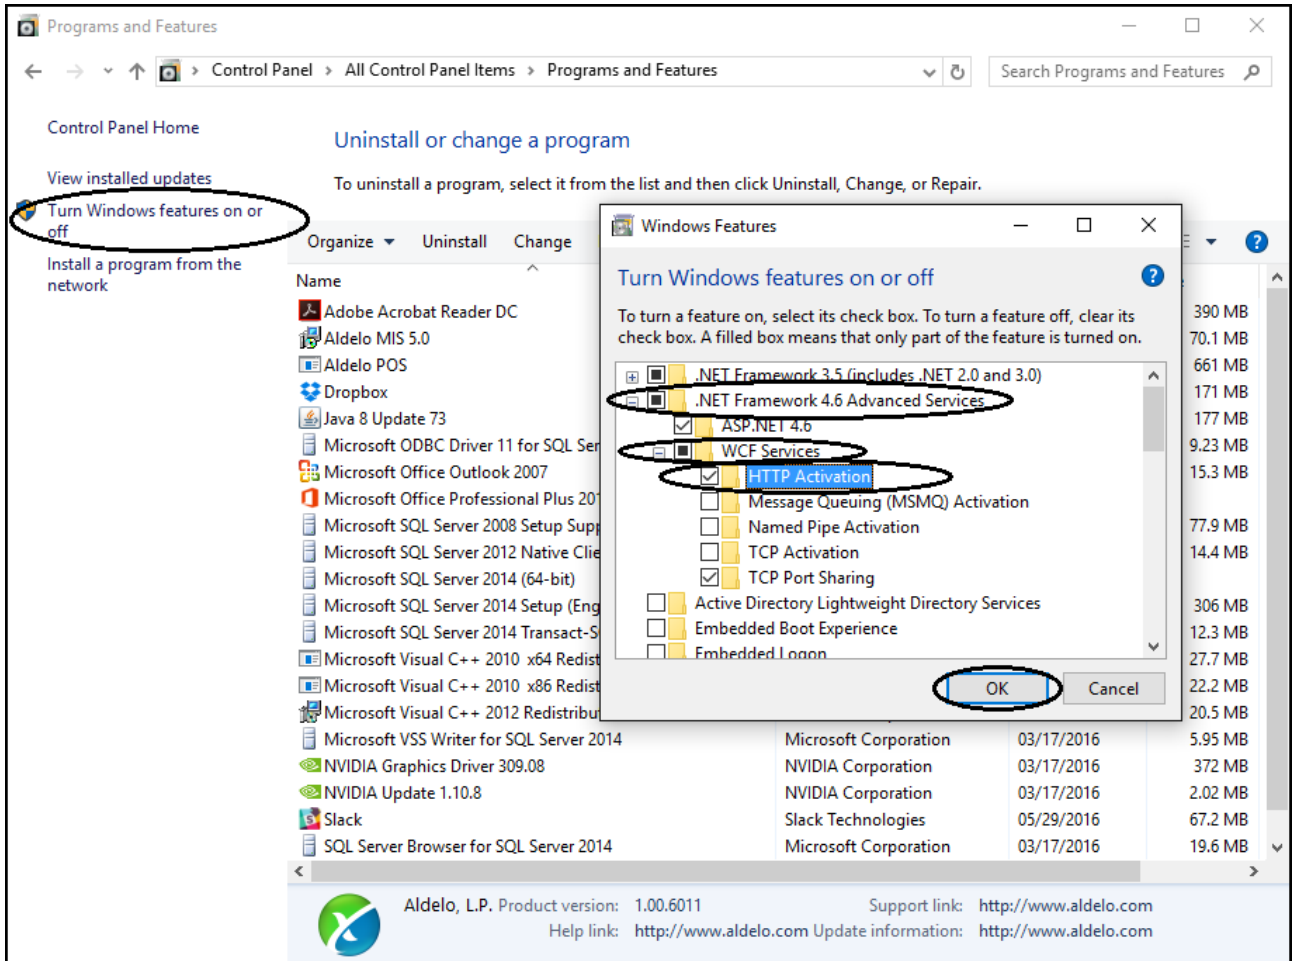 Programs and Features
Control Panel > All Control Panel Items > Programs and Features
Search Programs and Features
Control Panel Home
View installed updates
Turn Windows features on or
off
Install a program from the
network
Uninstall or change a program
To uninstall a program, select it from the list and then click Uninstall, Change, or Repair.
Organize Uninstall Change
Name
Adobe Acrobat Reader DC 390 MB
Aldelo MIS 5.0 70.1 MB
Aldelo POS 661 MB
Dropbox 171 MB
Java 8 Update 73 177 MB
Microsoft ODBC Driver 11 for SQL Ser 9.23 MB
Microsoft Office Outlook 2007 15.3 MB
Microsoft Office Professional Plus 201
Microsoft SQL Server 2008 Setup Supp 77.9 MB
Microsoft SQL Server 2012 Native Clie 14.4 MB
Microsoft SQL Server 2014 (64-bit)
Microsoft SQL Server 2014 Setup (Eng 306 MB
Microsoft SQL Server 2014 Transact-S 12.3 MB
Microsoft Visual C++ 2010 x64 Redist 27.7 MB
Microsoft Visual C++ 2010 x86 Redist 22.2 MB
Microsoft Visual C++ 2012 Redistribu 20.5 MB
Microsoft VSS Writer for SQL Server 2014 Microsoft Corporation 03/17/2016 5.95 MB
NVIDIA Graphics Driver 309.08 NVIDIA Corporation 03/17/2016 372 MB
NVIDIA Update 1.10.8 NVIDIA Corporation 03/17/2016 2.02 MB
Slack Slack Technologies 05/29/2016 67.2 MB
SQL Server Browser for SQL Server 2014 Microsoft Corporation 03/17/2016 19.6 MB
Windows Features
Turn Windows features on or off
To turn a feature on, select its check box. To turn a feature off, clear its
check box. A filled box means that only part of the feature is turned on.
.NET Framework 3.5 (includes .NET 2.0 and 3.0)
.NET Framework 4.6 Advanced Services
ASP.NET 4.6
WCF Services
HTTP Activation
Message Queuing (MSMQ) Activation
Named Pipe Activation
TCP Activation
TCP Port Sharing
Active Directory Lightweight Directory Services
Embedded Boot Experience
Embedded Logon
OK Cancel
Aldelo, L.P. Product version: 1.00.6011 Support link: http://www.aldelo.com
Help link: http://www.aldelo.com Update information: http://www.aldelo.com